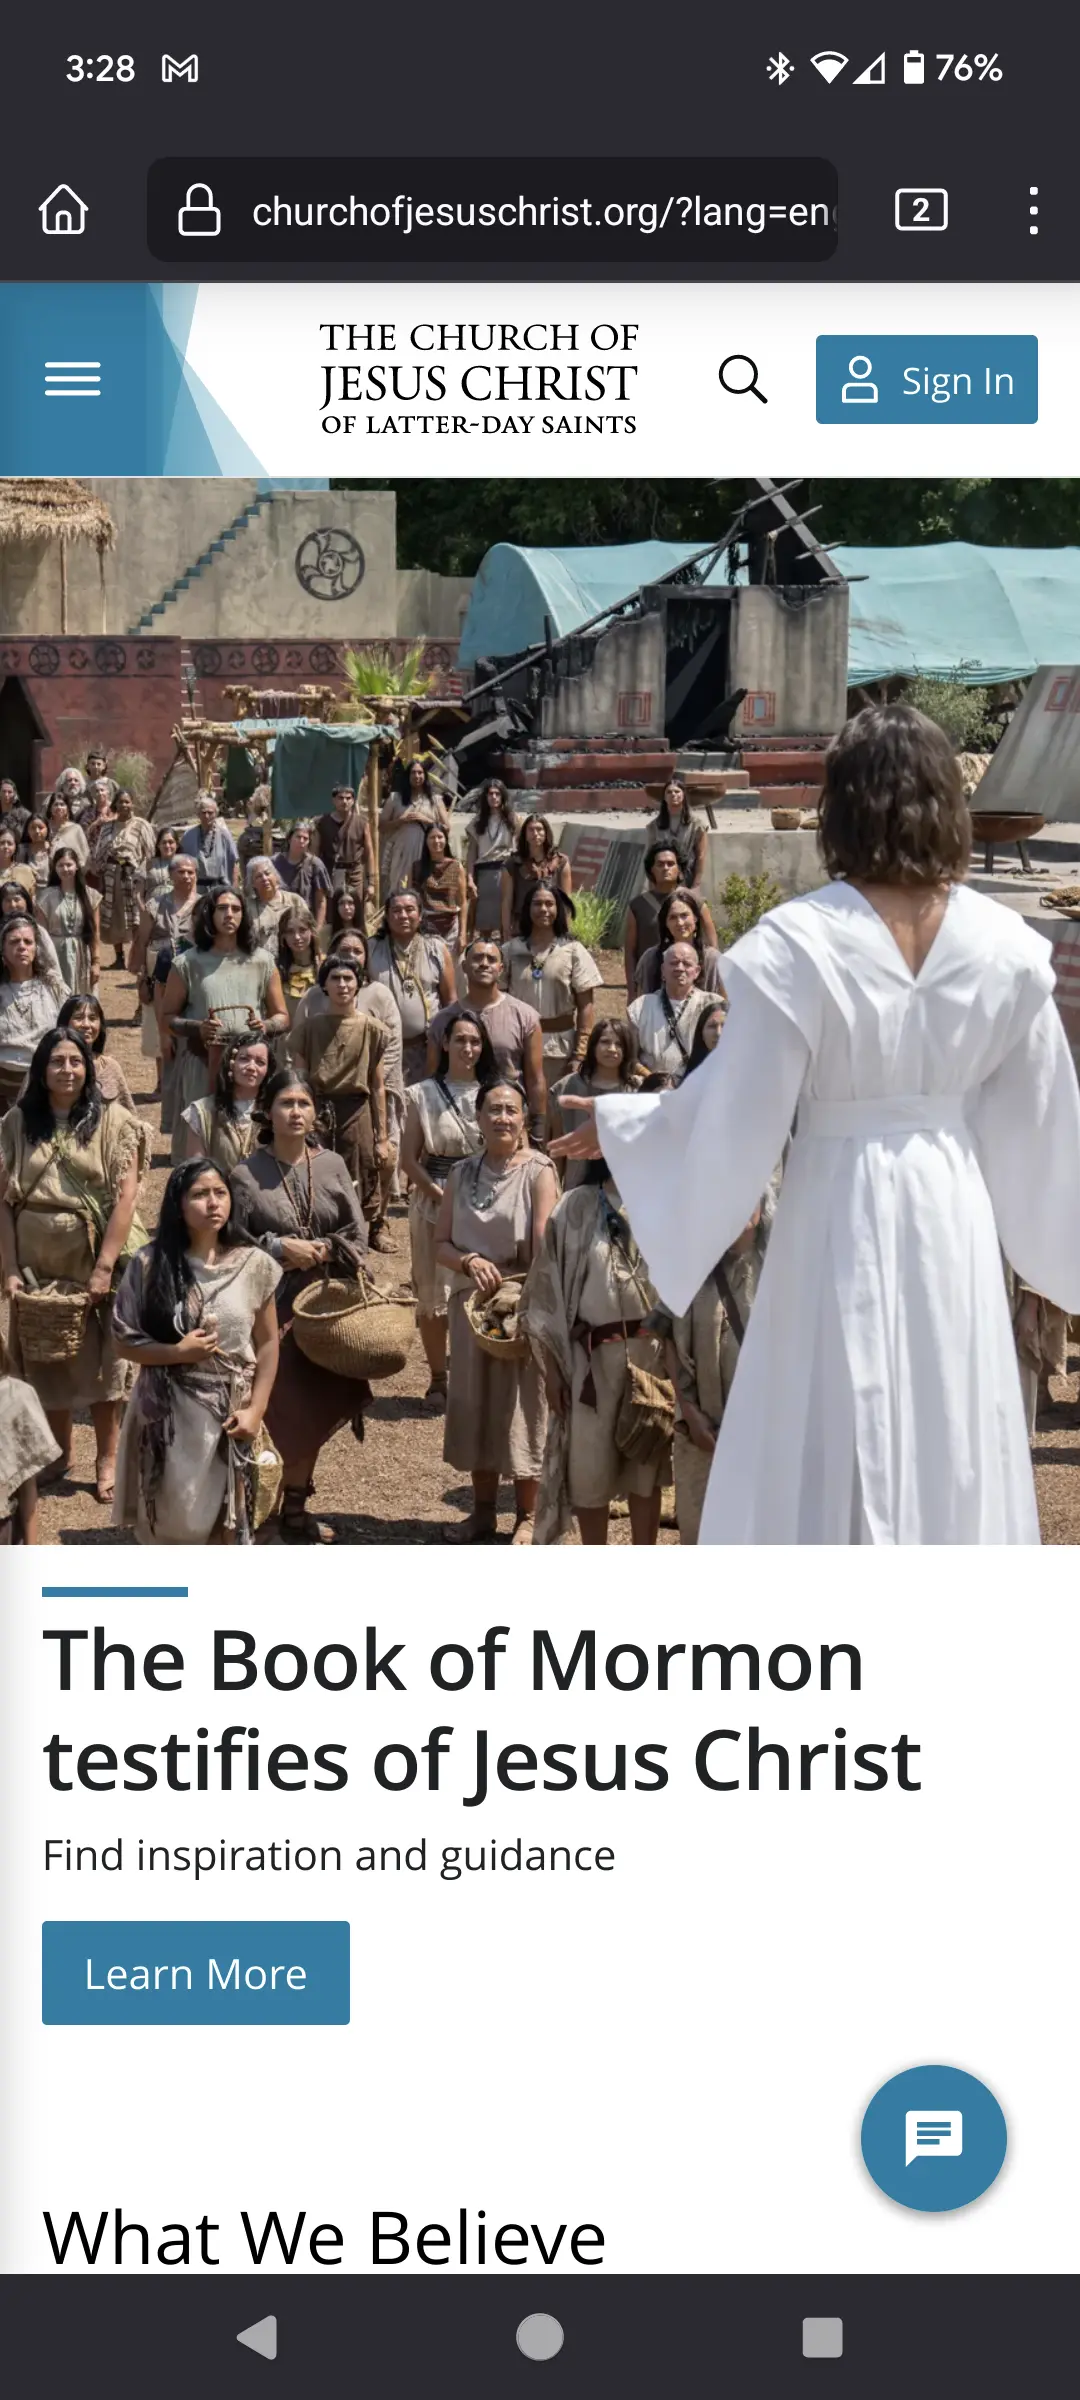 3:28
76%
churchofjesuschrist.org/?lang=en
2
THE CHURCH OF
JESUS CHRIST
OF LATTER-DAY SAINTS
Sign In
The Book of Mormon
testifies of Jesus Christ
Find inspiration and guidance
Learn More
What We Believe